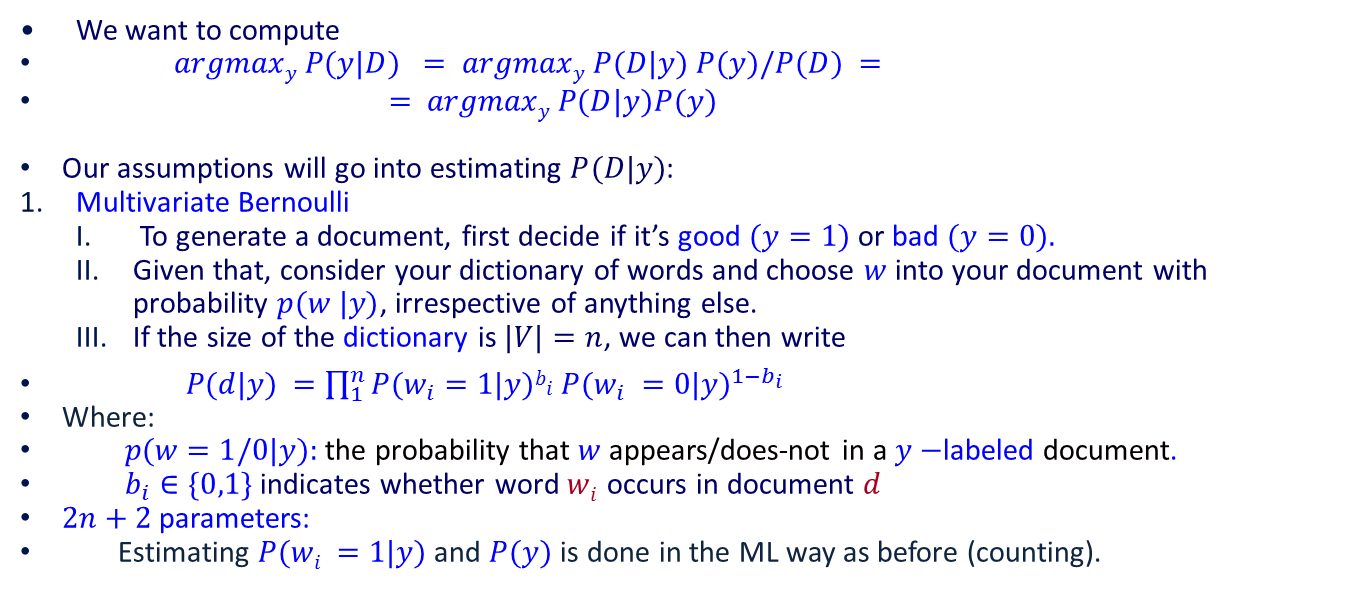 • We want to compute
• argmax_y P(y|D) = argmax_y P(D|y) P(y)/P(D) =
• = argmax_y P(D|y)P(y)
• Our assumptions will go into estimating P(D|y):
1. Multivariate Bernoulli
I. To generate a document, first decide if it's good (y = 1) or bad (y = 0).
II. Given that, consider your dictionary of words and choose w into your document with
probability p(w |y), irrespective of anything else.
III. If the size of the dictionary is |V| = n, we can then write
• P(d|y) = ∏₁ⁿ P(w_i = 1|y)^{b_i} P(w_i = 0|y)^{1−b_i}
• Where:
• p(w = 1/0|y): the probability that w appears/does-not in a y −labeled document.
• b_i ∈ {0,1} indicates whether word w_i occurs in document d
• 2n + 2 parameters:
• Estimating P(w_i = 1|y) and P(y) is done in the ML way as before (counting).